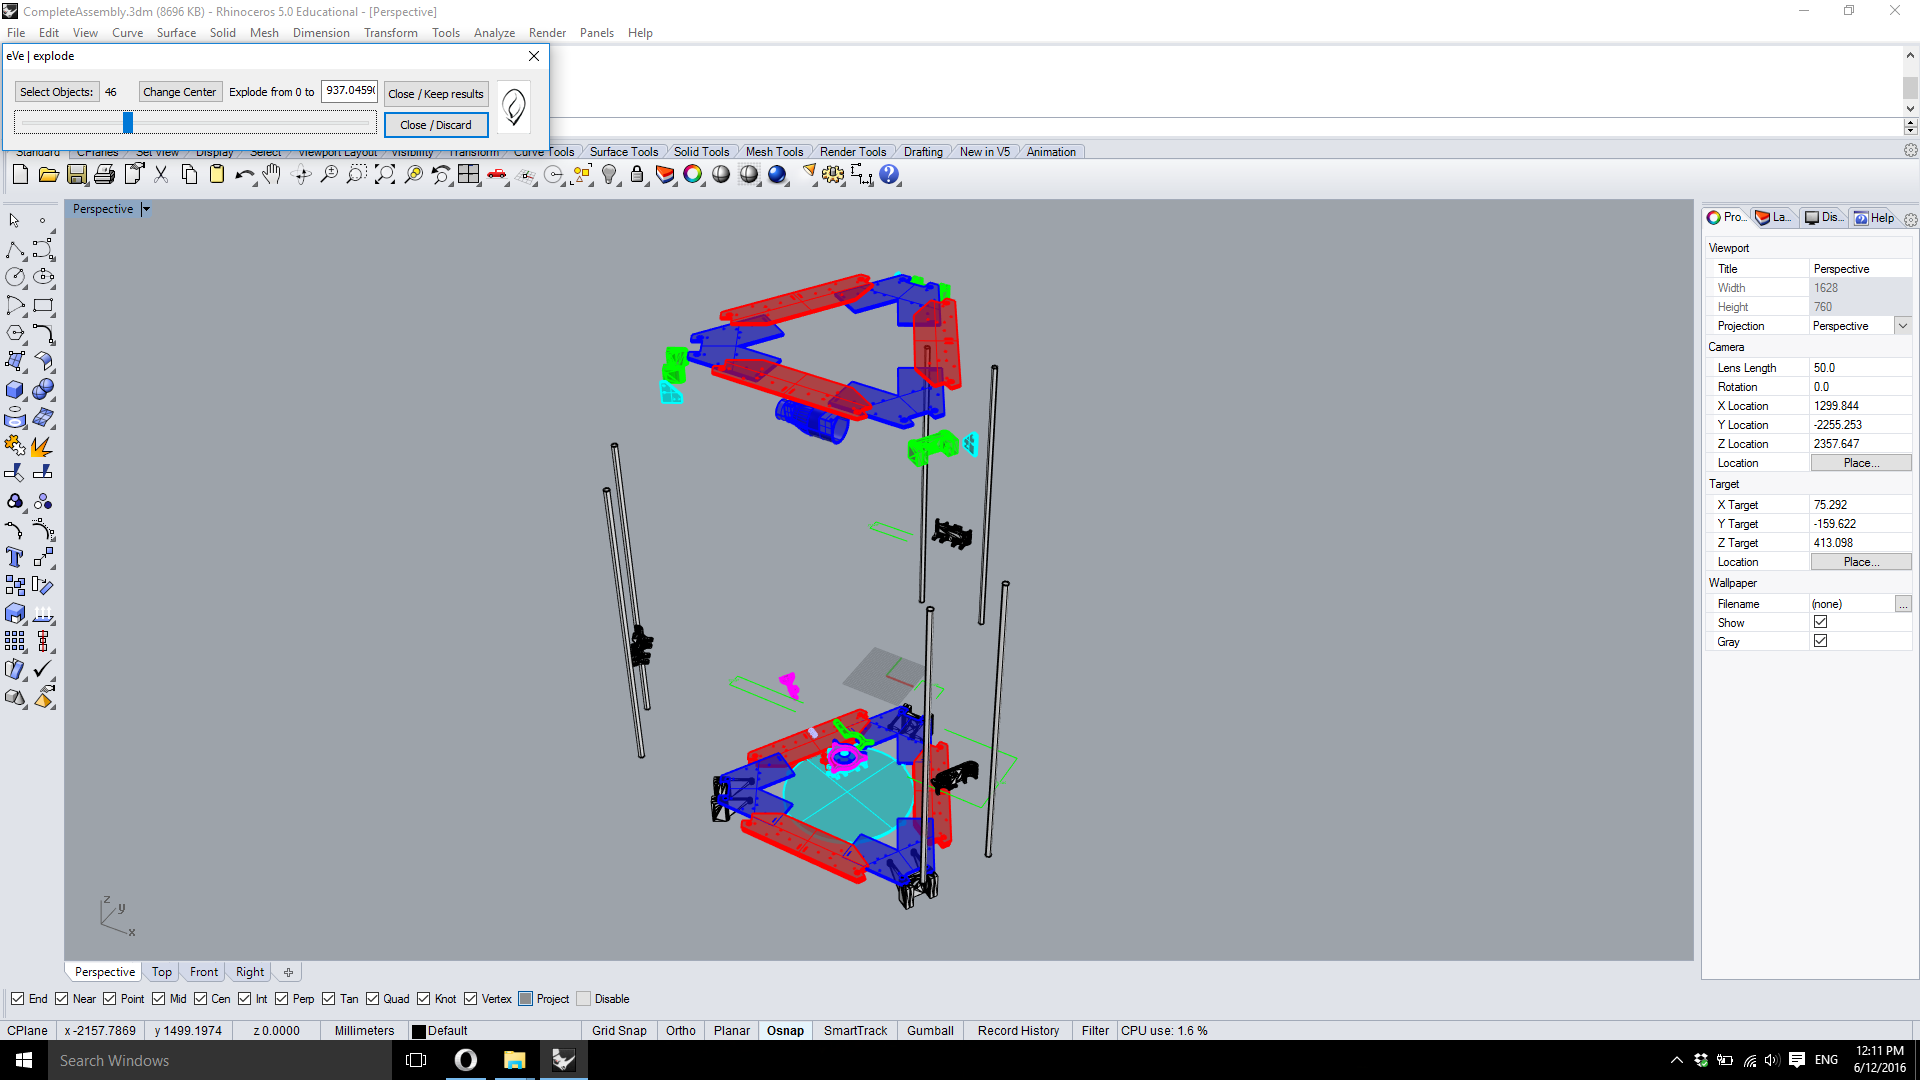 CompleteAssembly.3dm (8696 KB) - Rhinoceros 5.0 Educational - [Perspective]
File Edit View Curve Surface Solid Mesh Dimension Transform Tools Analyze Render Panels Help
eVe | explode
Select Objects: 46 Change Center Explode from 0 to 937.0459 Close / Keep results
Close / Discard
Standard CPlanes Set View Display Select Viewport Layout Visibility Transform Curve Tools Surface Tools Solid Tools Mesh Tools Render Tools Drafting New in V5 Animation
Perspective
Pro... La... Dis... Help
Viewport
Title Perspective
Width 1628
Height 760
Projection Perspective
Camera
Lens Length 50.0
Rotation 0.0
X Location 1299.844
Y Location -2255.253
Z Location 2357.647
Location Place...
Target
X Target 75.292
Y Target -159.622
Z Target 413.098
Location Place...
Wallpaper
Filename (none) ...
Show
Gray
z
y
x
Perspective Top Front Right
End Near Point Mid Cen Int Perp Tan Quad Knot Vertex Project Disable
CPlane x -2157.7869 y 1499.1974 z 0.0000 Millimeters Default Grid Snap Ortho Planar Osnap SmartTrack Gumball Record History Filter CPU use: 1.6 %
Search Windows
ENG
12:11 PM
6/12/2016